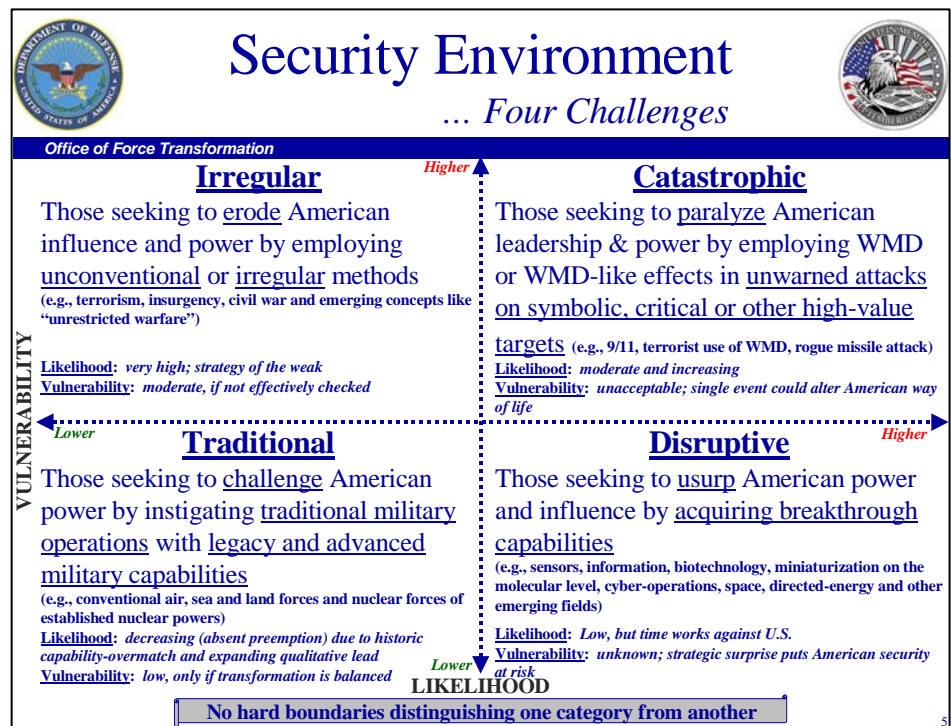 DEPARTMENT OF DEFENSE
UNITED STATES OF AMERICA
Security Environment
... Four Challenges
UNITED IN MEMORY
Office of Force Transformation
Higher
Irregular
Those seeking to erode American
influence and power by employing
unconventional or irregular methods
(e.g., terrorism, insurgency, civil war and emerging concepts like
“unrestricted warfare”)
Likelihood: very high; strategy of the weak
Vulnerability: moderate, if not effectively checked
Catastrophic
Those seeking to paralyze American
leadership & power by employing WMD
or WMD-like effects in unwarned attacks
on symbolic, critical or other high-value
targets (e.g., 9/11, terrorist use of WMD, rogue missile attack)
Likelihood: moderate and increasing
Vulnerability: unacceptable; single event could alter American way
of life
VULNERABILITY
Lower
Higher
Traditional
Those seeking to challenge American
power by instigating traditional military
operations with legacy and advanced
military capabilities
(e.g., conventional air, sea and land forces and nuclear forces of
established nuclear powers)
Likelihood: decreasing (absent preemption) due to historic
capability-overmatch and expanding qualitative lead
Vulnerability: low, only if transformation is balanced
Disruptive
Those seeking to usurp American power
and influence by acquiring breakthrough
capabilities
(e.g., sensors, information, biotechnology, miniaturization on the
molecular level, cyber-operations, space, directed-energy and other
emerging fields)
Likelihood: Low, but time works against U.S.
Vulnerability: unknown; strategic surprise puts American security
at risk
Lower
LIKELIHOOD
No hard boundaries distinguishing one category from another
5